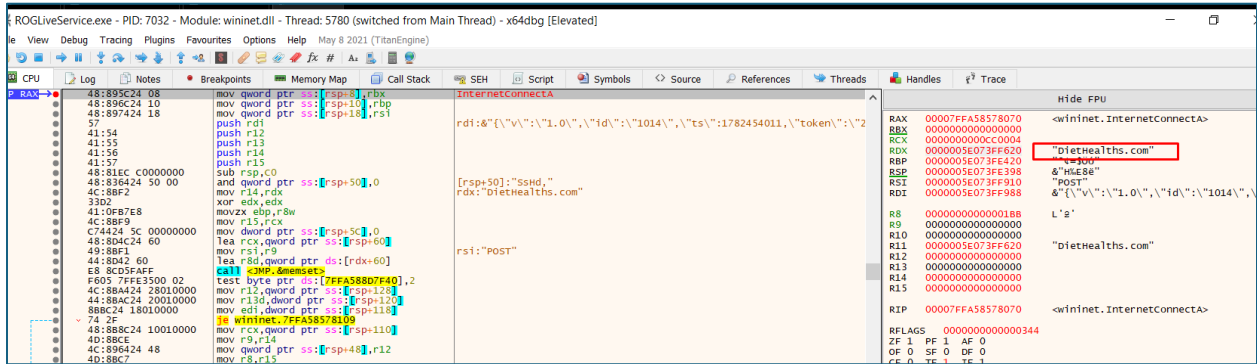 ROGLiveService.exe - PID: 7032 - Module: wininet.dll - Thread: 5780 (switched from Main Thread) - x64dbg [Elevated]
View Debug Tracing Plugins Favourites Options Help May 8 2021 (TitanEngine)
CPU Log Notes Breakpoints Memory Map Call Stack SEH Script Symbols Source References Threads Handles Trace
RAX 48:895C24 08 mov qword ptr ss:[rsp+8],rbx InternetConnectA
48:896C24 10 mov qword ptr ss:[rsp+10],rbp
48:897424 18 mov qword ptr ss:[rsp+18],rsi
57 push rdi rdi:&"{\"v\":\"1.0\",\"id\":\"1014\",\"ts\":1782454011,\"token\":\"2
41:54 push r12
41:55 push r13
41:56 push r14
41:57 push r15
48:81EC C0000000 sub rsp,C0
48:836424 50 00 and qword ptr ss:[rsp+50],0 [rsp+50]:"SsHd,"
4C:8BF2 mov r14,rdx rdx:"DietHealths.com"
33D2 xor edx,edx
41:0FB7E8 movzx ebp,r8w
4C:8BF9 mov r15,rcx
C74424 5C 00000000 mov dword ptr ss:[rsp+5C],0
48:8D4C24 60 lea rcx,qword ptr ss:[rsp+60]
49:8BF1 mov rsi,r9 rsi:"POST"
44:8D42 60 lea r8d,qword ptr ds:[rdx+60]
E8 8CD5FAFF call <JMP.&memset>
F605 7FFE3500 02 test byte ptr ds:[7FFA588D7F40],2
4C:8BA424 28010000 mov r12,qword ptr ss:[rsp+128]
44:8BAC24 20010000 mov r13d,dword ptr ss:[rsp+120]
8BBC24 18010000 mov edi,dword ptr ss:[rsp+118]
74 2F je wininet.7FFA58578109
48:8B8C24 10010000 mov rcx,qword ptr ss:[rsp+110]
4D:8BCE mov r9,r14
4C:896424 48 mov qword ptr ss:[rsp+48],r12
4D:8BC7 mov r8,r15
Hide FPU
RAX 00007FFA58578070 <wininet.InternetConnectA>
RBX 0000000000000000
RCX 0000000000CC0004
RDX 0000005E073FF620 "DietHealths.com"
RBP 0000005E073FE420
RSP 0000005E073FE398
RSI 0000005E073FF910 "POST"
RDI 0000005E073FF988 &"{\"v\":\"1.0\",\"id\":\"1014\",\
R8 00000000000001BB
R9 0000000000000000
R10 0000000000000000
R11 0000005E073FF620 "DietHealths.com"
R12 0000000000000000
R13 0000000000000000
R14 0000000000000000
R15 0000000000000000
RIP 00007FFA58578070 <wininet.InternetConnectA>
RFLAGS 0000000000000344
ZF 1 PF 1 AF 0
OF 0 SF 0 DF 0
CF 0 TF 1 IF 1